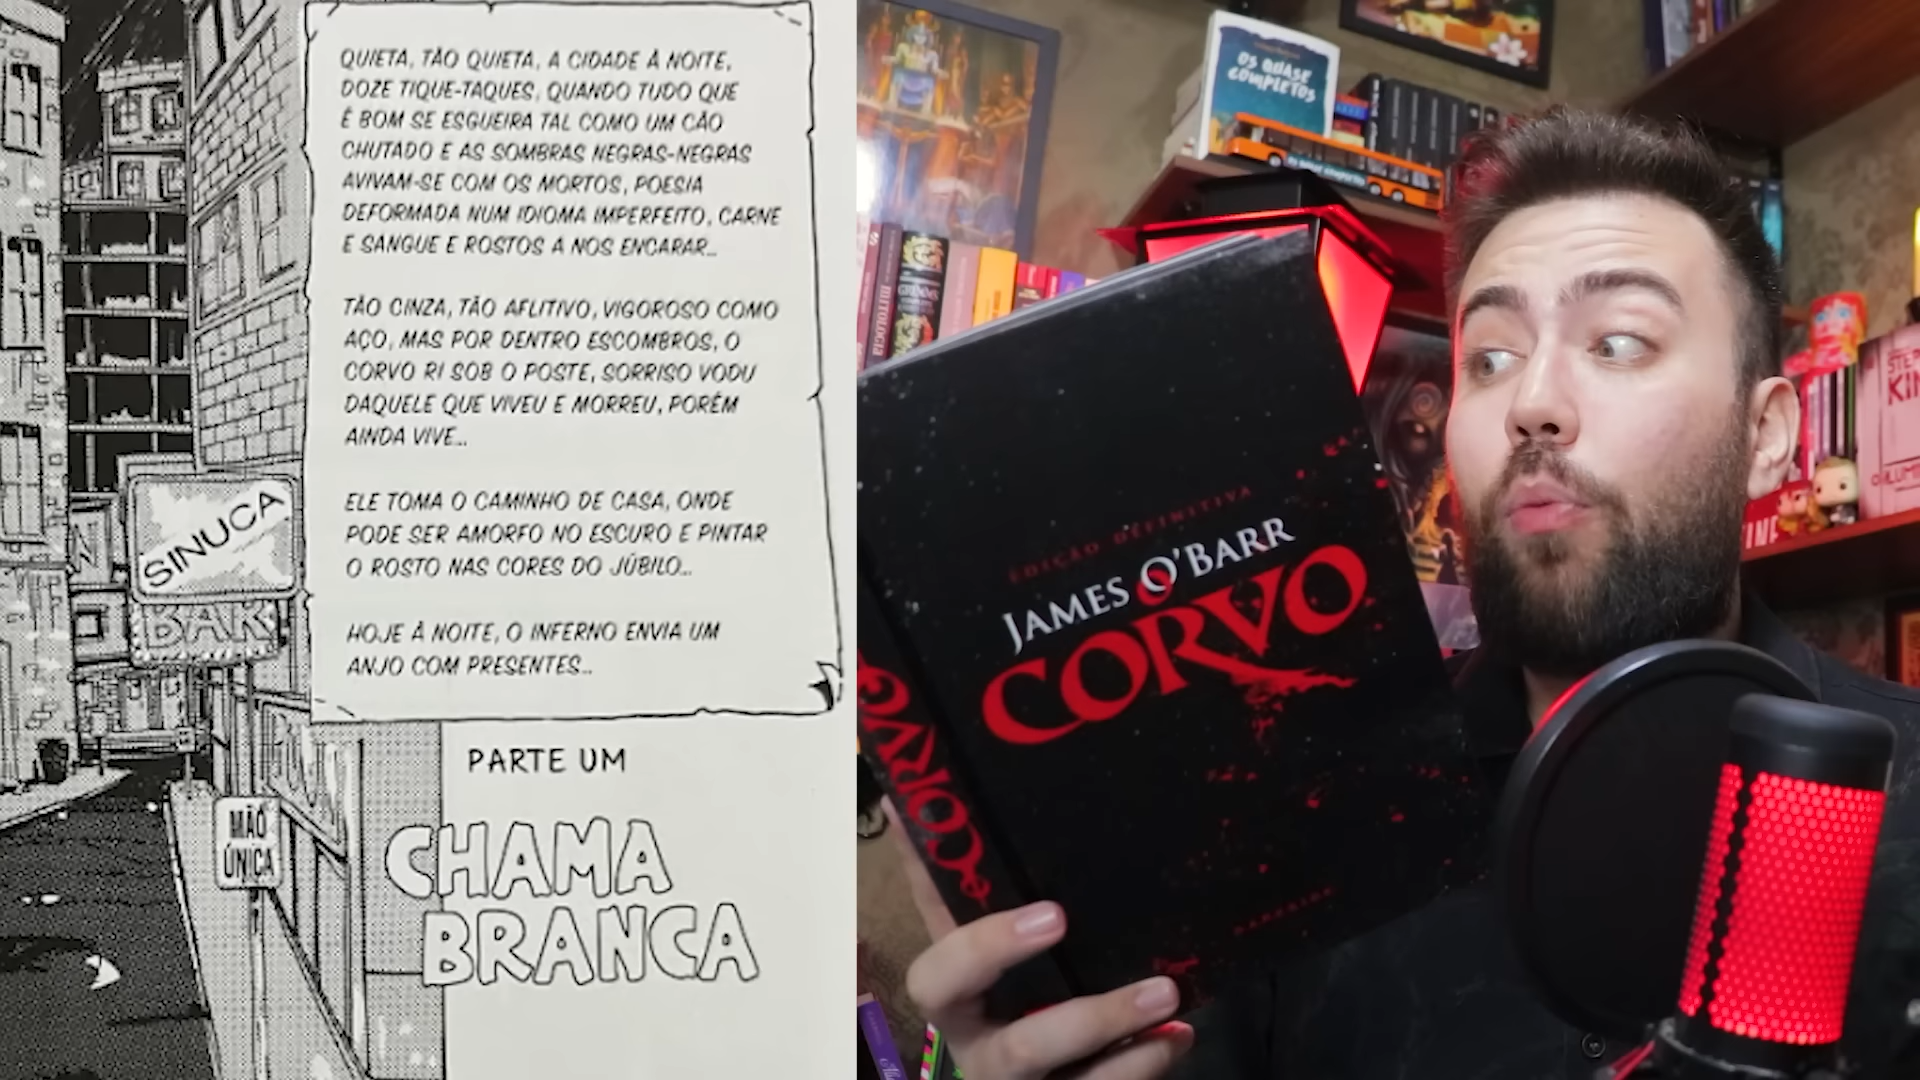 QUIETA, TÃO QUIETA, A CIDADE À NOITE,
DOZE TIQUE-TAQUES, QUANDO TUDO QUE
É BOM SE ESGUEIRA TAL COMO UM CÃO
CHUTADO E AS SOMBRAS NEGRAS-NEGRAS
AVIVAM-SE COM OS MORTOS, POESIA
DEFORMADA NUM IDIOMA IMPERFEITO, CARNE
E SANGUE E ROSTOS A NOS ENCARAR...
TÃO CINZA, TÃO AFLITIVO, VIGOROSO COMO
AÇO, MAS POR DENTRO ESCOMBROS, O
CORVO RI SOB O POSTE, SORRISO VODU
DAQUELE QUE VIVEU E MORREU, PORÉM
AINDA VIVE...
ELE TOMA O CAMINHO DE CASA, ONDE
PODE SER AMORFO NO ESCURO E PINTAR
O ROSTO NAS CORES DO JÚBILO...
HOJE À NOITE, O INFERNO ENVIA UM
ANJO COM PRESENTES...
SINUCA
BAR
MÃO
ÚNICA
PARTE UM
CHAMA
BRANCA
OS QUASE
COMPLETOS
MITOLOGIA
GRIMM
EDIÇÃO DEFINITIVA
JAMES O'BARR
O
CORVO
CORVO
DARKSIDE
STE
KIN